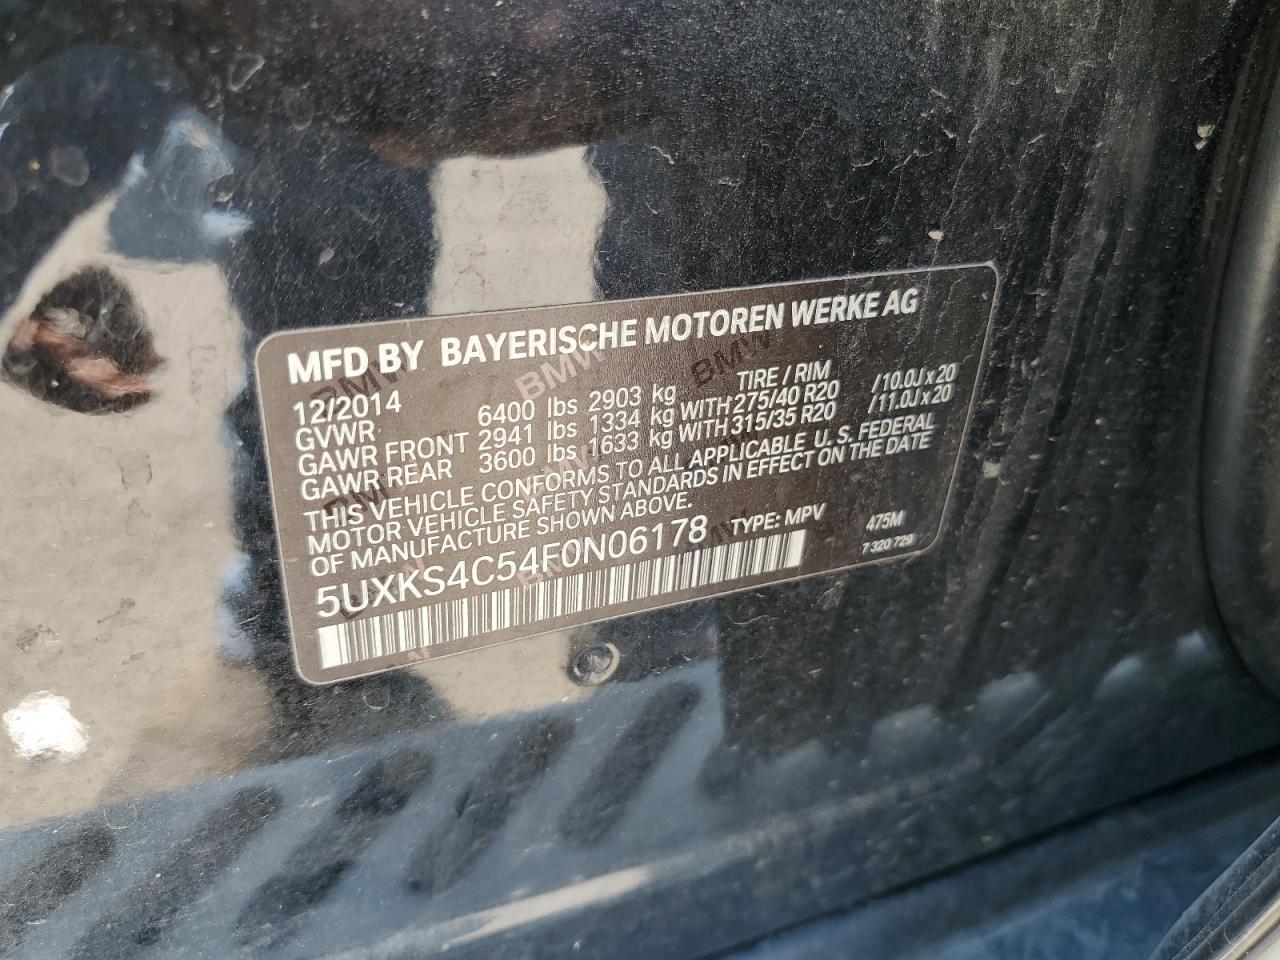 MFD BY BAYERISCHE MOTOREN WERKE AG
12/2014 TIRE / RIM
GVWR 6400 lbs 2903 kg
GAWR FRONT 2941 lbs 1334 kg WITH 275/40 R20 /10.0J x 20
GAWR REAR 3600 lbs 1633 kg WITH 315/35 R20 /11.0J x 20
THIS VEHICLE CONFORMS TO ALL APPLICABLE U. S. FEDERAL
MOTOR VEHICLE SAFETY STANDARDS IN EFFECT ON THE DATE
OF MANUFACTURE SHOWN ABOVE.
5UXKS4C54F0N06178 TYPE: MPV 475M
7 320 729